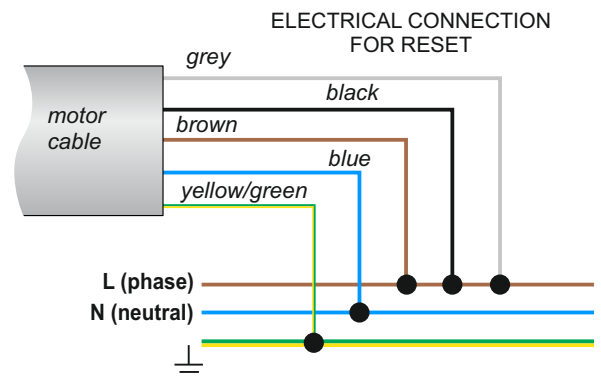 ELECTRICAL CONNECTION
FOR RESET
grey
black
motor
cable
brown
blue
yellow/green
L (phase)
N (neutral)